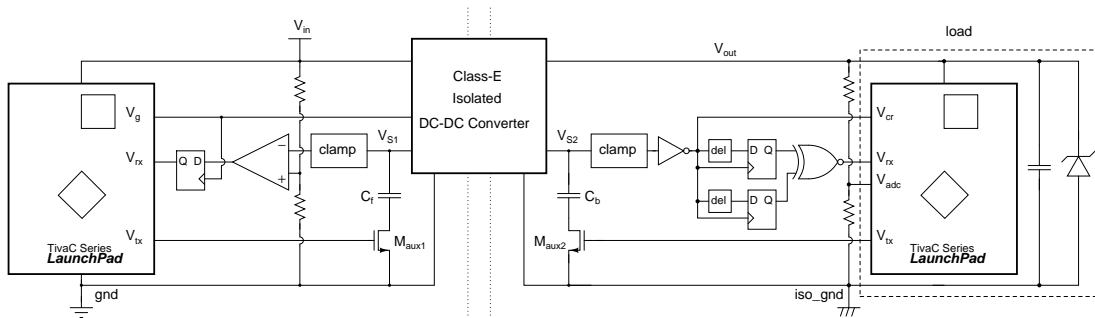 V_in
load
V_out
Class-E
Isolated
DC-DC Converter
V_g
V_S1
V_S2
V_cr
clamp
clamp
del
D Q
V_rx
Q D
−
+
V_rx
V_adc
C_f
C_b
del
D Q
V_tx
M_aux1
M_aux2
V_tx
TivaC Series
LaunchPad
TivaC Series
LaunchPad
gnd
iso_gnd